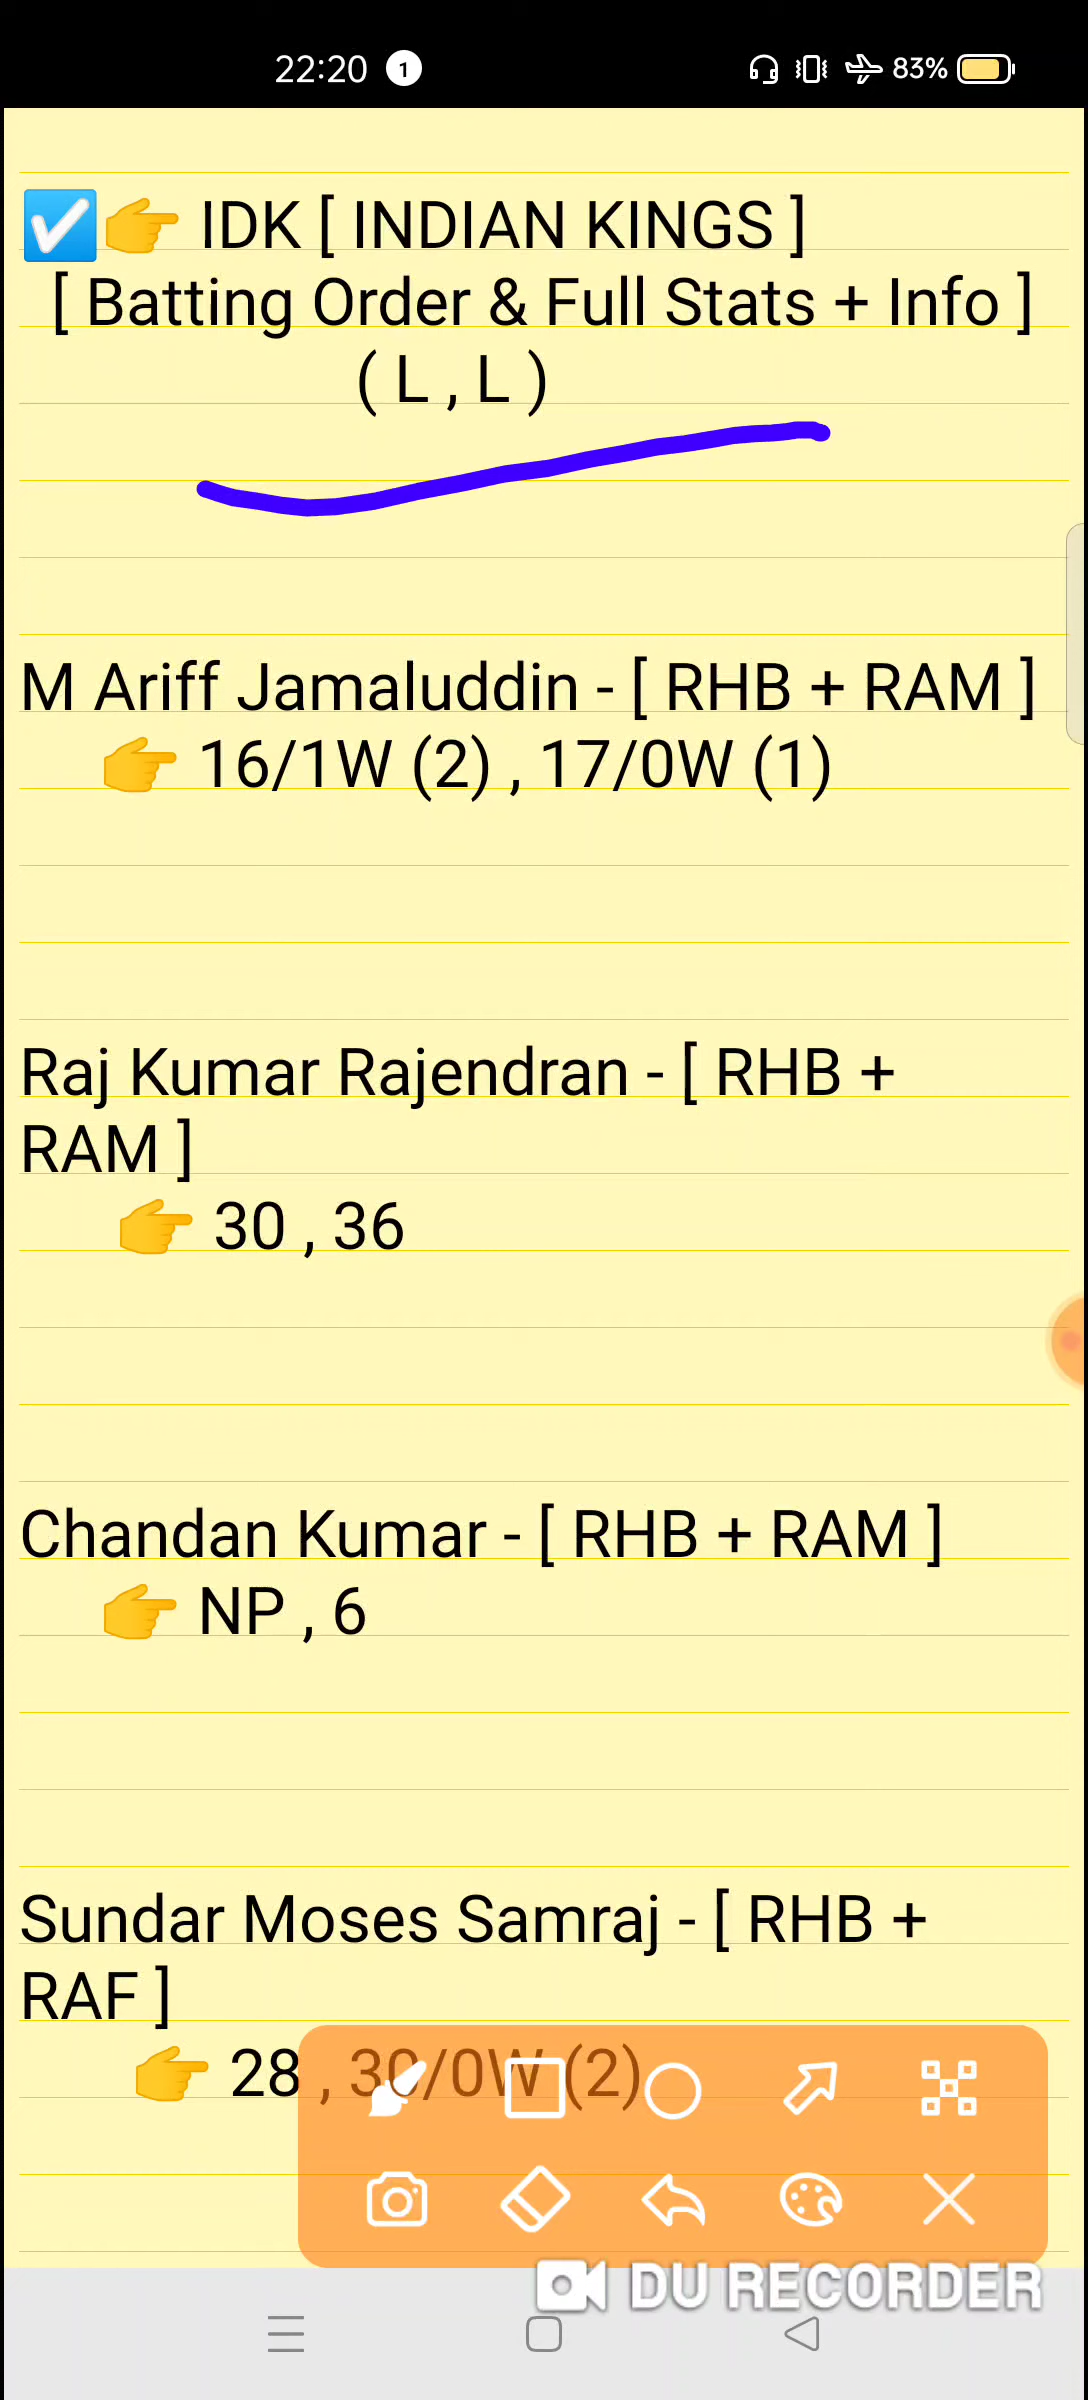 22:20 1 83%
☑👉 IDK [ INDIAN KINGS ]
[ Batting Order & Full Stats + Info ]
( L , L )
M Ariff Jamaluddin - [ RHB + RAM ]
👉 16/1W (2) , 17/0W (1)
Raj Kumar Rajendran - [ RHB +
RAM ]
👉 30 , 36
Chandan Kumar - [ RHB + RAM ]
👉 NP , 6
Sundar Moses Samraj - [ RHB +
RAF ]
👉 28 , 30/0W (2)
DU RECORDER